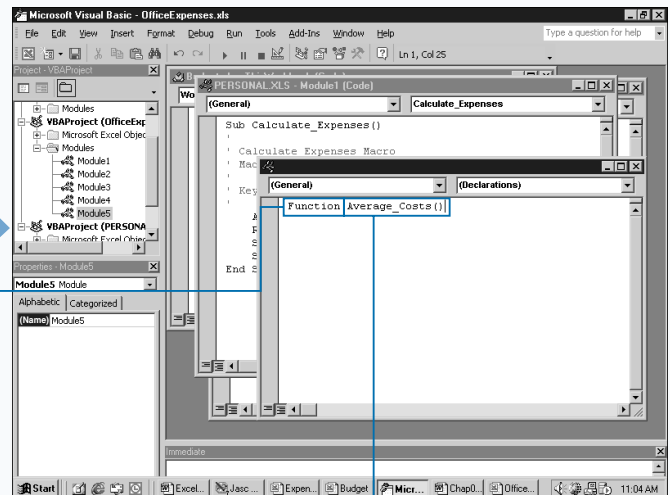 Microsoft Visual Basic - OfficeExpenses.xls
File Edit View Insert Format Debug Run Tools Add-Ins Window Help
Type a question for help
Ln 1, Col 25
Project - VBAProject
Modules
VBAProject (OfficeExp
Microsoft Excel Objec
Modules
Module1
Module2
Module3
Module4
Module5
VBAProject (PERSONA
Microsoft Excel Objec
Properties - Module5
Module5 Module
Alphabetic Categorized
(Name) Module5
Wo
PERSONAL.XLS - Module1 (Code)
(General) Calculate_Expenses
Sub Calculate_Expenses()
'
' Calculate Expenses Macro
' Mac
'
' Key
'
End S
(General) (Declarations)
Function Average_Costs()
Immediate
Start Excel... Jasc ... Expen... Budget Micr... Chap0... Office... 11:04 AM